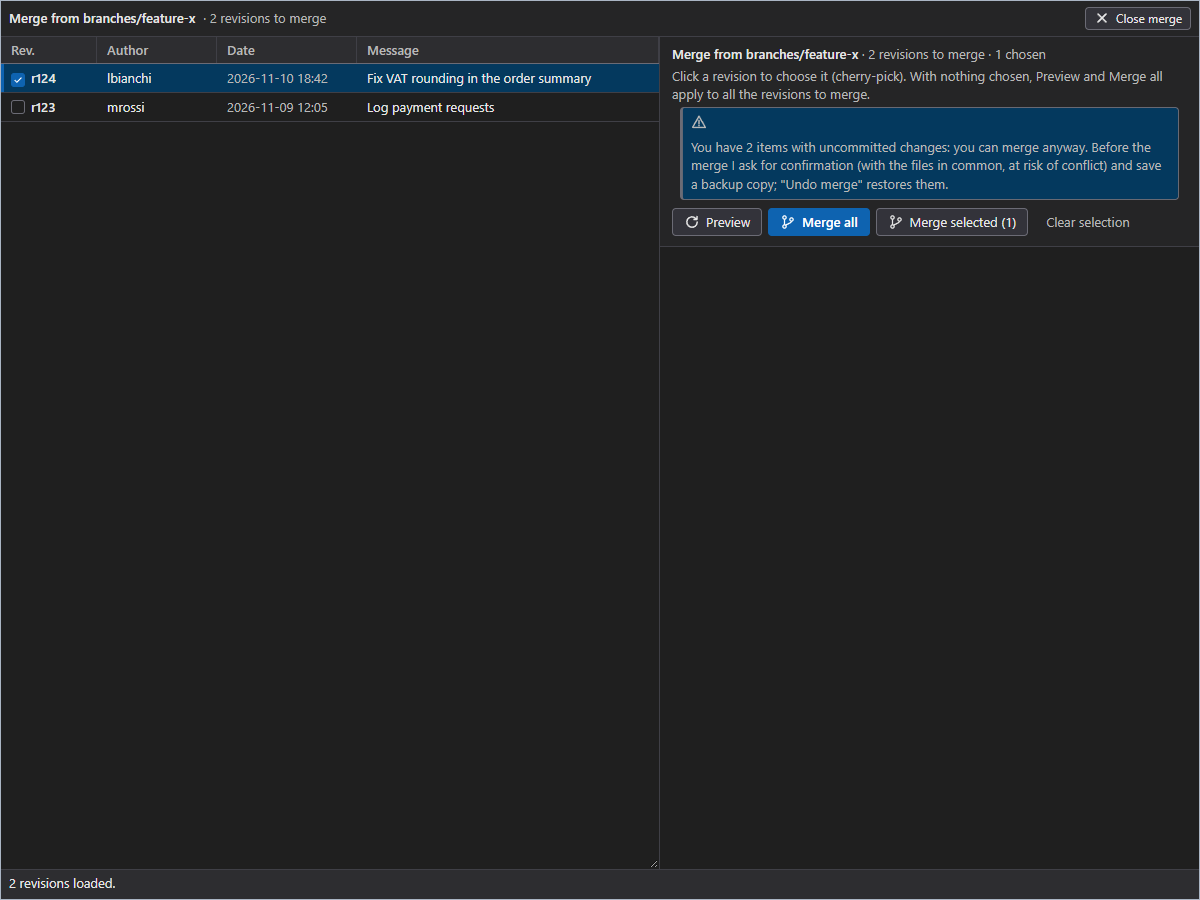 Merge from branches/feature-x · 2 revisions to merge
Close merge
Rev. Author Date Message
r124 lbianchi 2026-11-10 18:42 Fix VAT rounding in the order summary
r123 mrossi 2026-11-09 12:05 Log payment requests
Merge from branches/feature-x · 2 revisions to merge · 1 chosen
Click a revision to choose it (cherry-pick). With nothing chosen, Preview and Merge all
apply to all the revisions to merge.
You have 2 items with uncommitted changes: you can merge anyway. Before the
merge I ask for confirmation (with the files in common, at risk of conflict) and save
a backup copy; "Undo merge" restores them.
Preview Merge all Merge selected (1) Clear selection
2 revisions loaded.